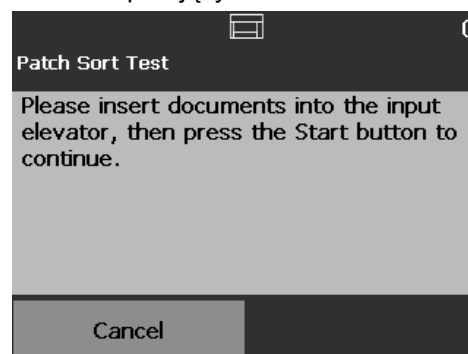 Patch Sort Test
Please insert documents into the input
elevator, then press the Start button to
continue.
Cancel